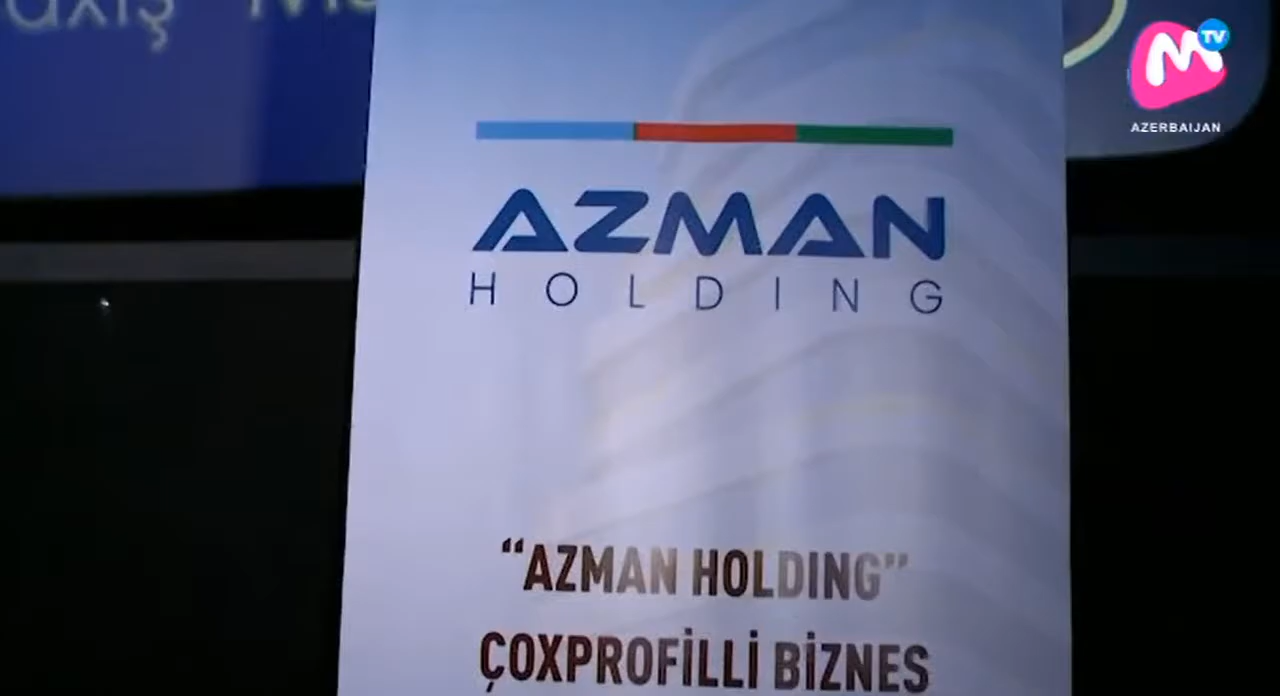 TV
AZERBAIJAN
AZMAN
HOLDING
“AZMAN HOLDING”
ÇOXPROFİLLİ BİZNES